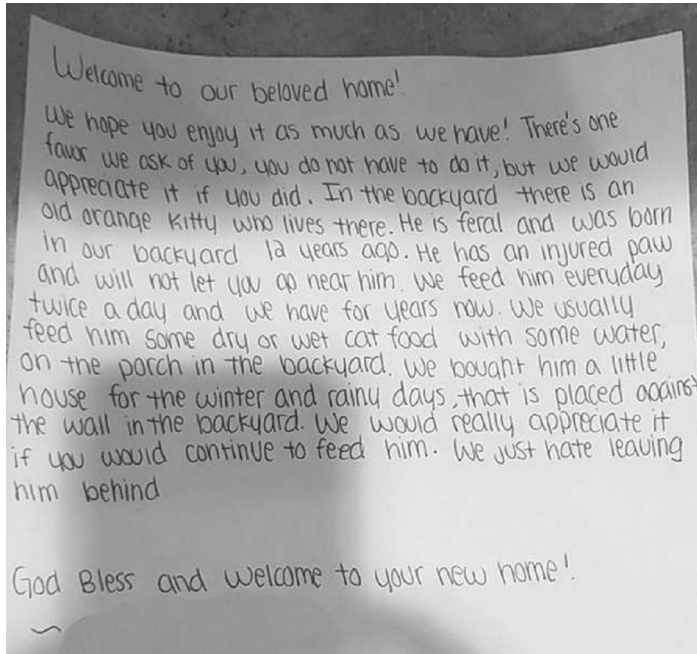 Welcome to our beloved home!
We hope you enjoy it as much as we have! There's one
favor we ask of you, you do not have to do it, but we would
appreciate it if you did. In the backyard there is an
old orange Kitty who lives there. He is feral and was born
in our backyard 12 years ago. He has an injured paw
and will not let you go near him. We feed him everyday
twice a day and we have for years now. We usually
feed him some dry or wet cat food with some water,
on the porch in the backyard. We bought him a little
house for the winter and rainy days, that is placed against
the wall in the backyard. We would really appreciate it
if you would continue to feed him. We just hate leaving
him behind
God Bless and welcome to your new home!
~